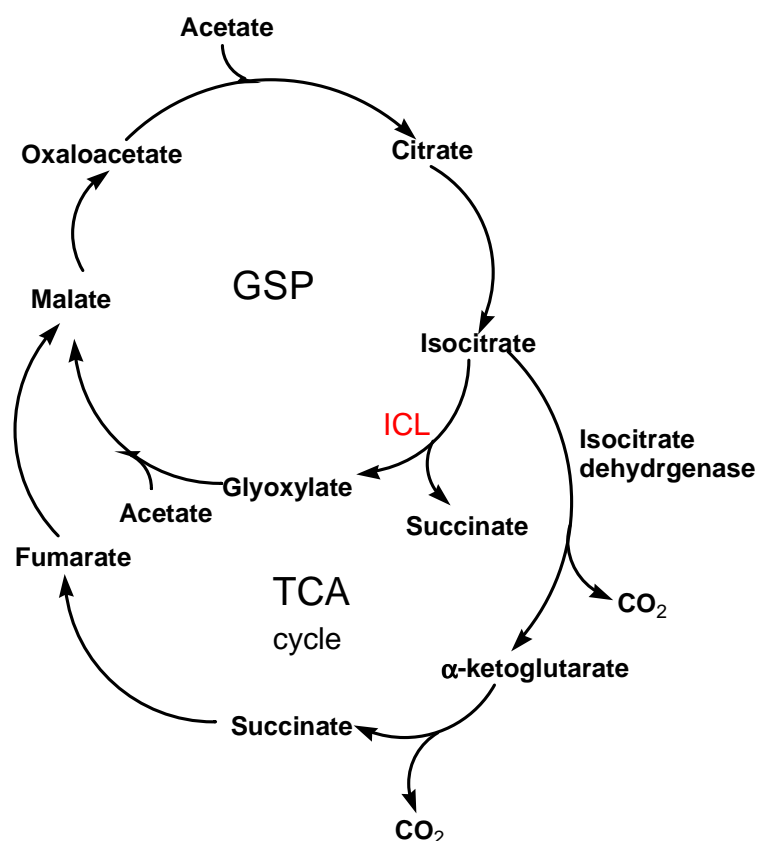 Acetate
Oxaloacetate
Citrate
GSP
Malate
Isocitrate
ICL
Isocitrate
dehydrgenase
Glyoxylate
Acetate
Succinate
Fumarate
TCA
cycle
CO₂
α-ketoglutarate
Succinate
CO₂